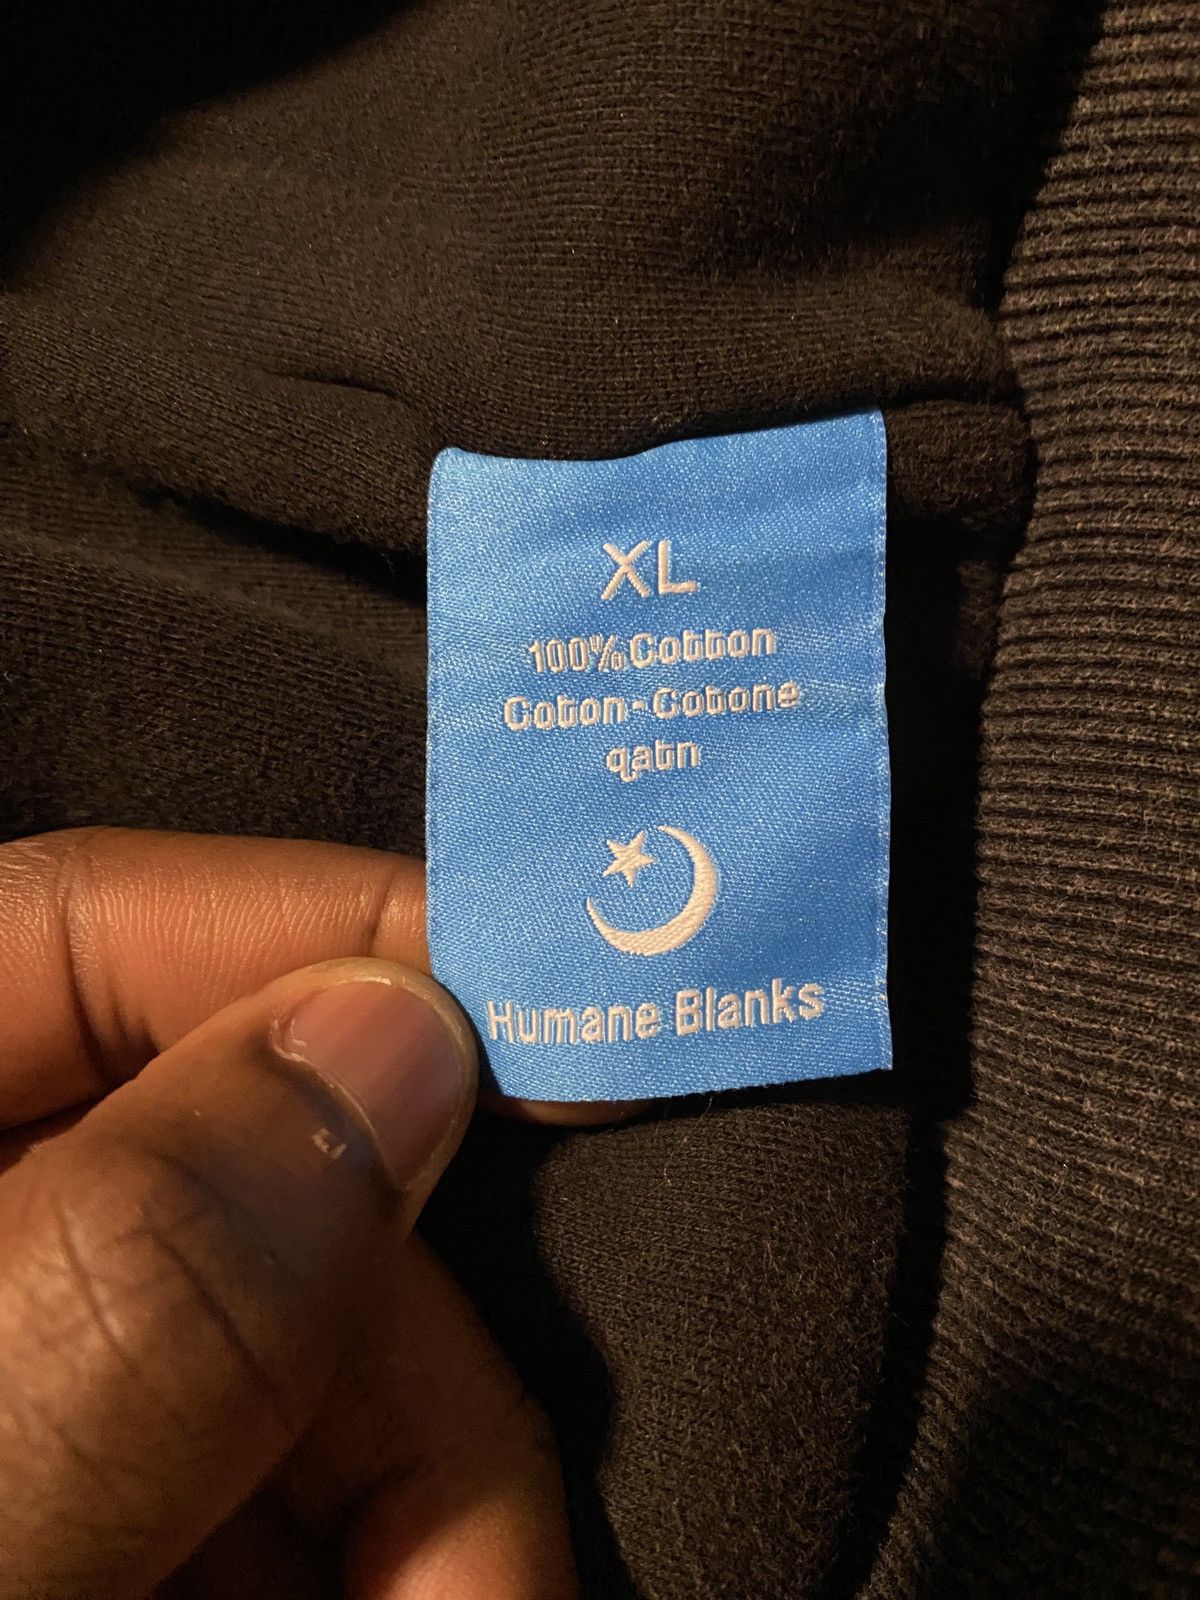 XL
100% Cotton
Coton-Cotone
qatn
Humane Blanks